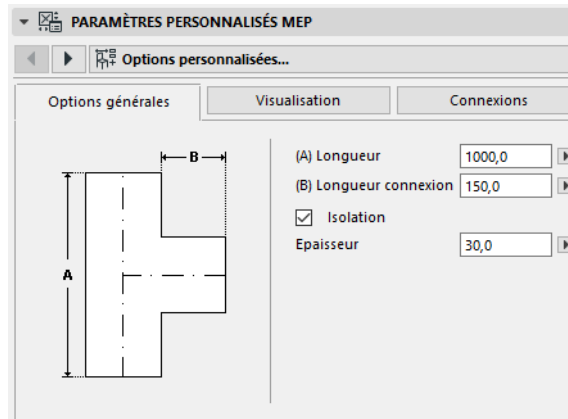 PARAMÈTRES PERSONNALISÉS MEP
Options personnalisées...
Options générales
Visualisation
Connexions
B
A
(A) Longueur 1000,0
(B) Longueur connexion 150,0
Isolation
Epaisseur 30,0